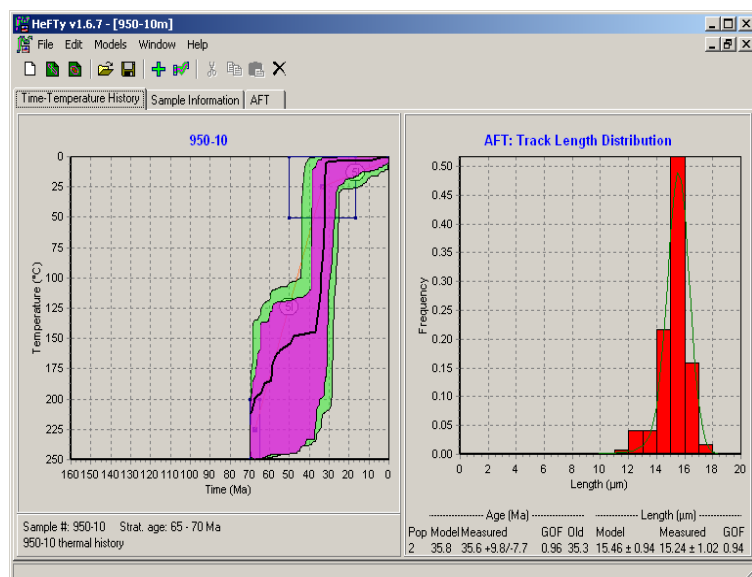 HeFTy v1.6.7 - [950-10m]
File Edit Models Window Help
Time-Temperature History Sample Information AFT
950-10
0
25
50
75
100
125
150
175
200
225
250
Temperature (°C)
160 150 140 130 120 110 100 90 80 70 60 50 40 30 20 10 0
Time (Ma)
Sample #: 950-10 Strat. age: 65 - 70 Ma
950-10 thermal history
AFT: Track Length Distribution
0.50
0.45
0.40
0.35
0.30
0.25
0.20
0.15
0.10
0.05
0.00
Frequency
0 2 4 6 8 10 12 14 16 18 20
Length (µm)
Age (Ma) Length (µm)
Pop Model Measured GOF Old Model Measured GOF
2 35.8 35.6 +9.8/-7.7 0.96 35.3 15.46 ± 0.94 15.24 ± 1.02 0.94